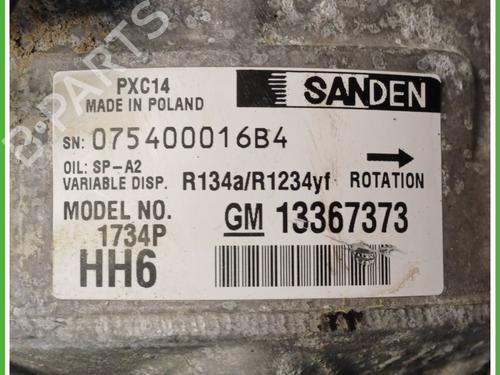 B-PARTS
PXC14
MADE IN POLAND
SANDEN
SN: 075400016B4
OIL: SP-A2
VARIABLE DISP. R134a/R1234yf ROTATION
MODEL NO. GM 13367373
1734P
HH6